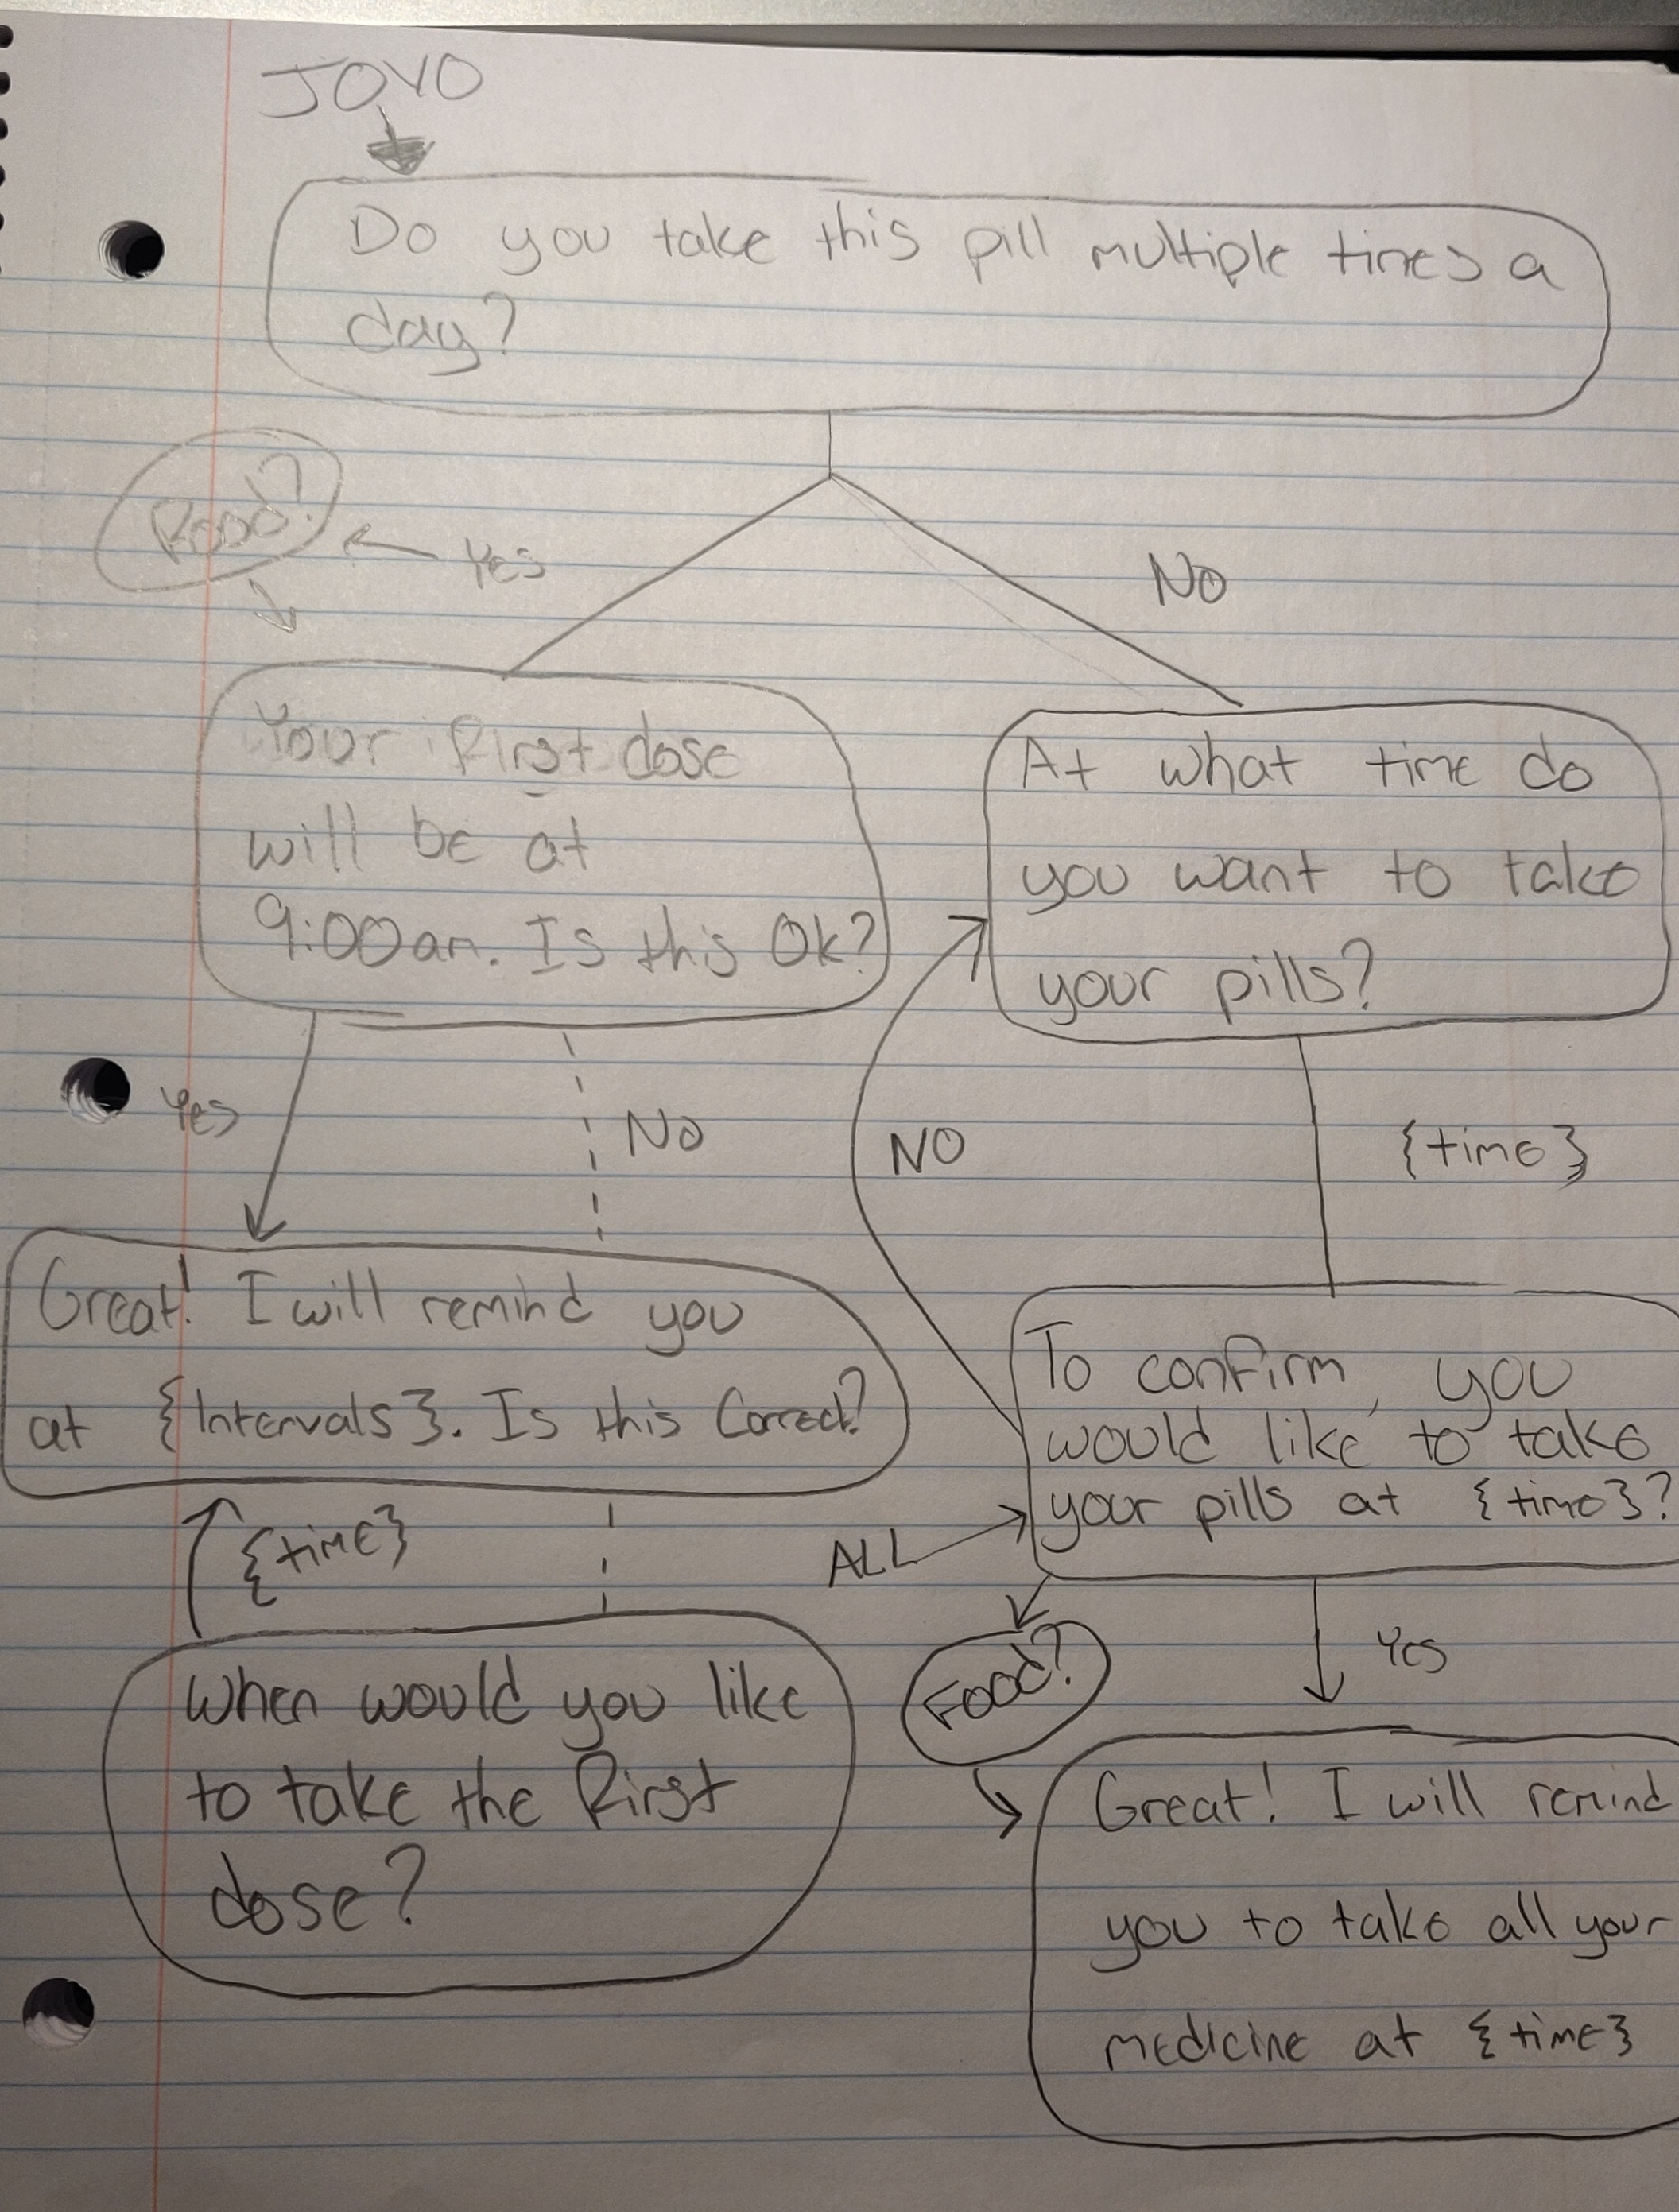 JOVO
Do you take this pill multiple times a
day?
Food?
Yes
No
Your first dose
will be at
9:00am. Is this Ok?
At what time do
you want to take
your pills?
Yes
No
NO
{time}
Great! I will remind you
at {Intervals}. Is this Correct?
To confirm, you
would like to take
your pills at {time}?
{time}
ALL
When would you like
to take the first
dose?
Food?
Yes
Great! I will remind
you to take all your
medicine at {time}